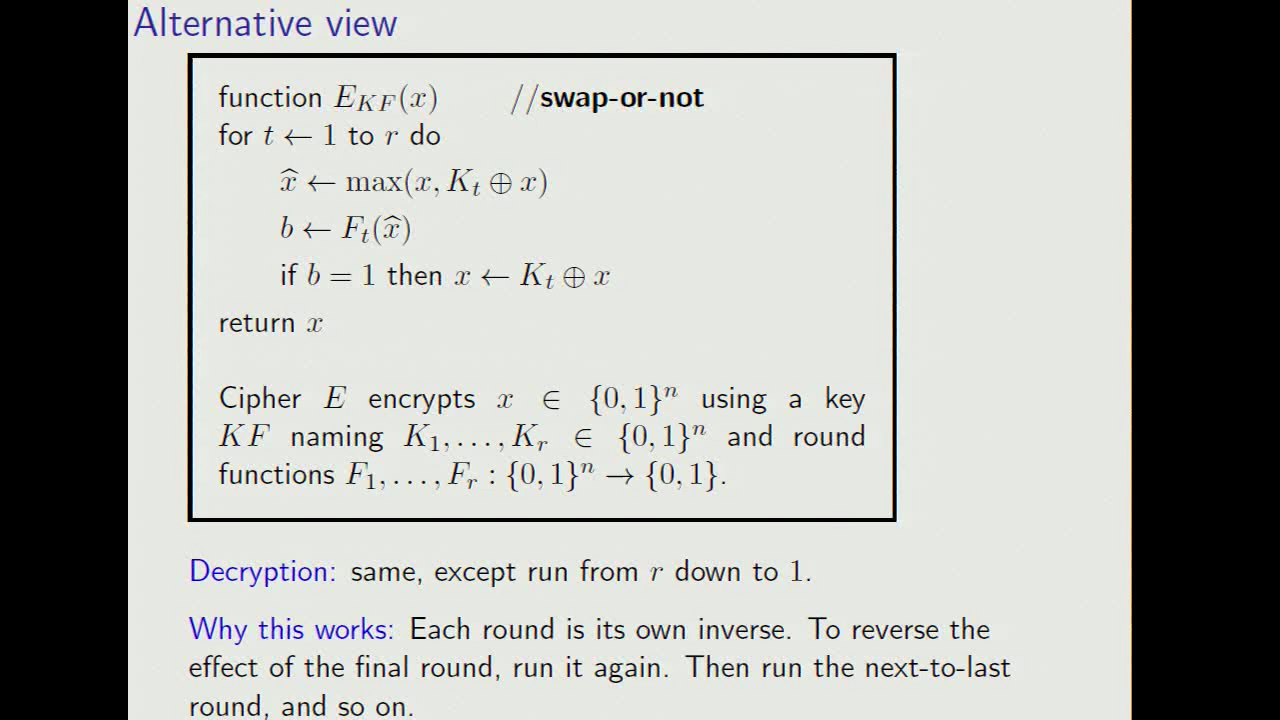 Alternative view
function E_{KF}(x) //swap-or-not
for t ← 1 to r do
x̂ ← max(x, K_t ⊕ x)
b ← F_t(x̂)
if b = 1 then x ← K_t ⊕ x
return x
Cipher E encrypts x ∈ {0, 1}^n using a key
KF naming K_1, . . . , K_r ∈ {0, 1}^n and round
functions F_1, . . . , F_r : {0, 1}^n → {0, 1}.
Decryption: same, except run from r down to 1.
Why this works: Each round is its own inverse. To reverse the
effect of the final round, run it again. Then run the next-to-last
round, and so on.